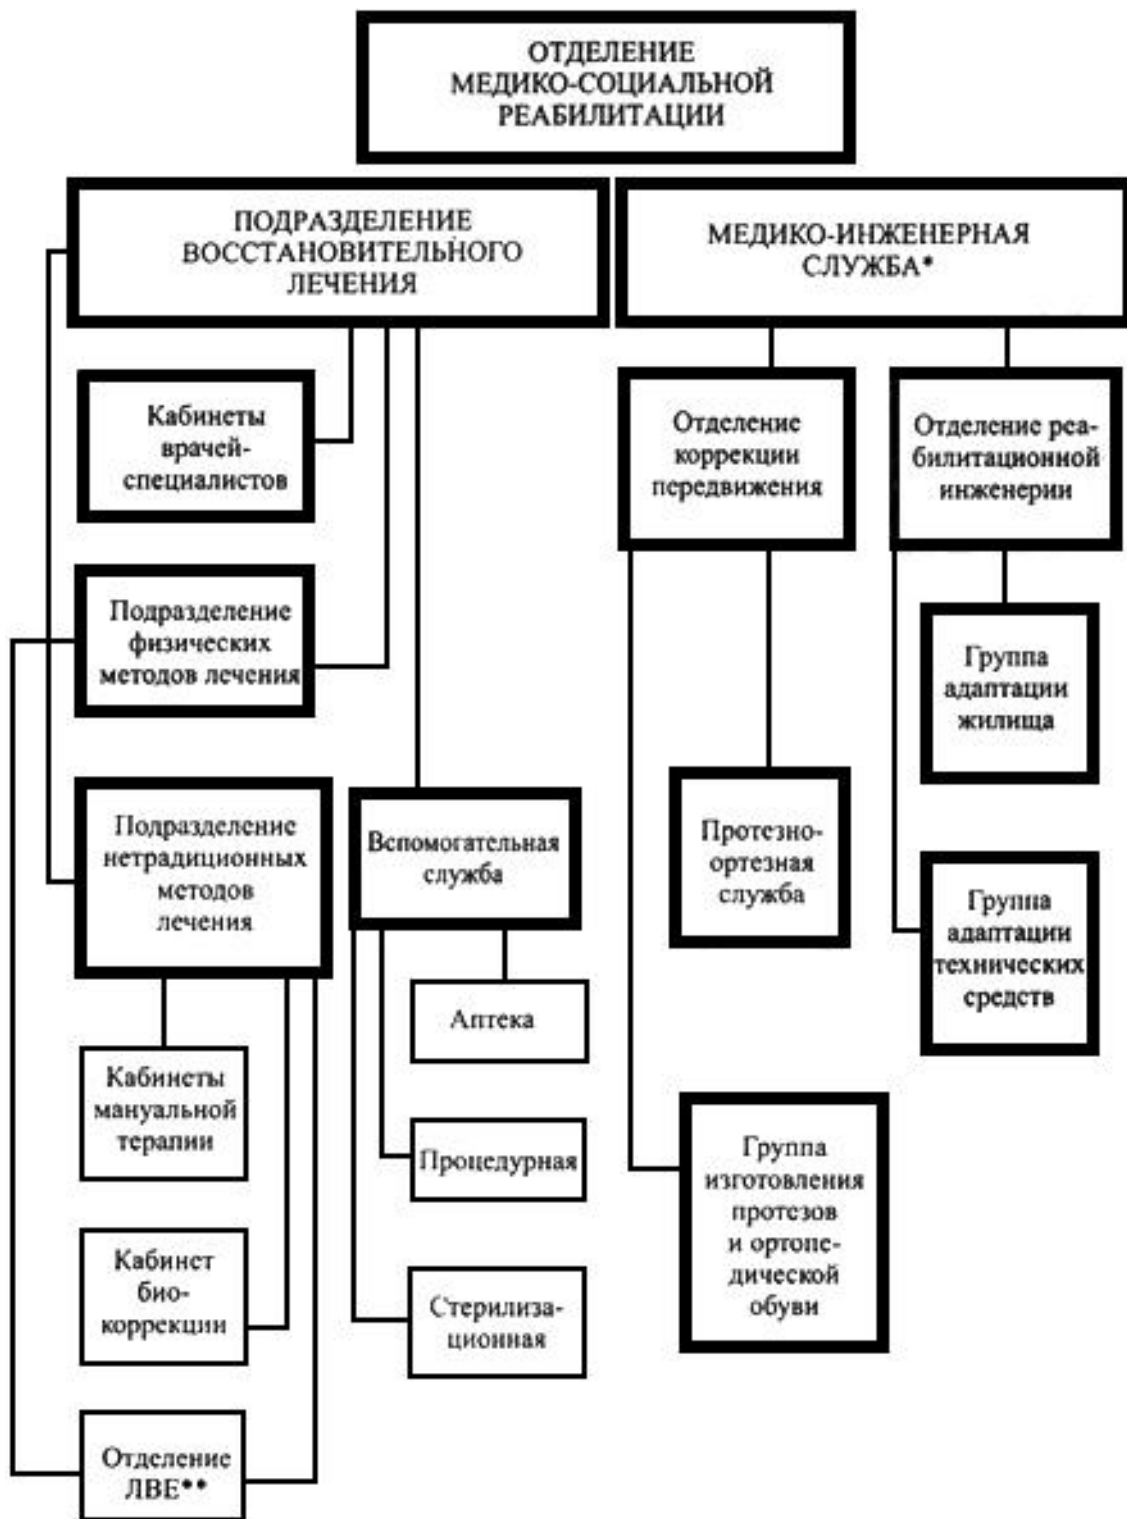 ОТДЕЛЕНИЕ
МЕДИКО-СОЦИАЛЬНОЙ
РЕАБИЛИТАЦИИ
ПОДРАЗДЕЛЕНИЕ
ВОССТАНОВИТЕЛЬНОГО
ЛЕЧЕНИЯ
МЕДИКО-ИНЖЕНЕРНАЯ
СЛУЖБА*
Кабинеты
врачей-
специалистов
Отделение
коррекции
передвижения
Отделение реа-
билитационной
инженерии
Подразделение
физических
методов лечения
Группа
адаптации
жилища
Подразделение
нетрадиционных
методов
лечения
Вспомогательная
служба
Протезно-
ортезная
служба
Группа
адаптации
технических
средств
Аптека
Кабинеты
мануальной
терапии
Процедурная
Группа
изготовления
протезов
и ортопе-
дической
обуви
Кабинет
био-
коррекции
Стерилиза-
ционная
Отделение
ЛВЕ**